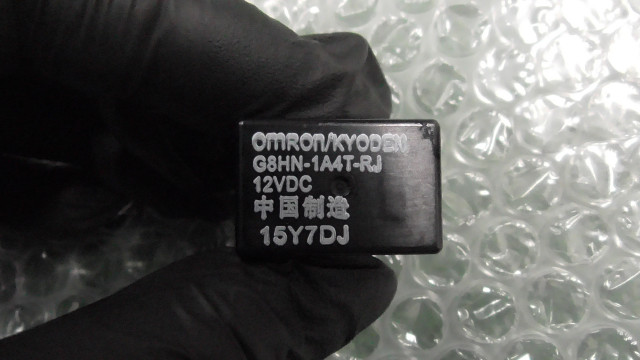 OMRON/KYODEN
G8HN-1A4T-RJ
12VDC
中国制造
15Y7DJ